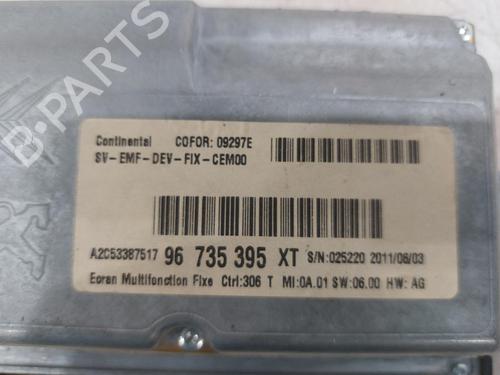 B-PARTS
Continental COFOR: 09297E
SV-EMF-DEV-FIX-CEM00
A2C53387517 96 735 395 XT S/N:025220 2011/06/03
Ecran Multifonction Fixe Ctrl:306 T MI:0A.01 SW:06.00 HW: AG